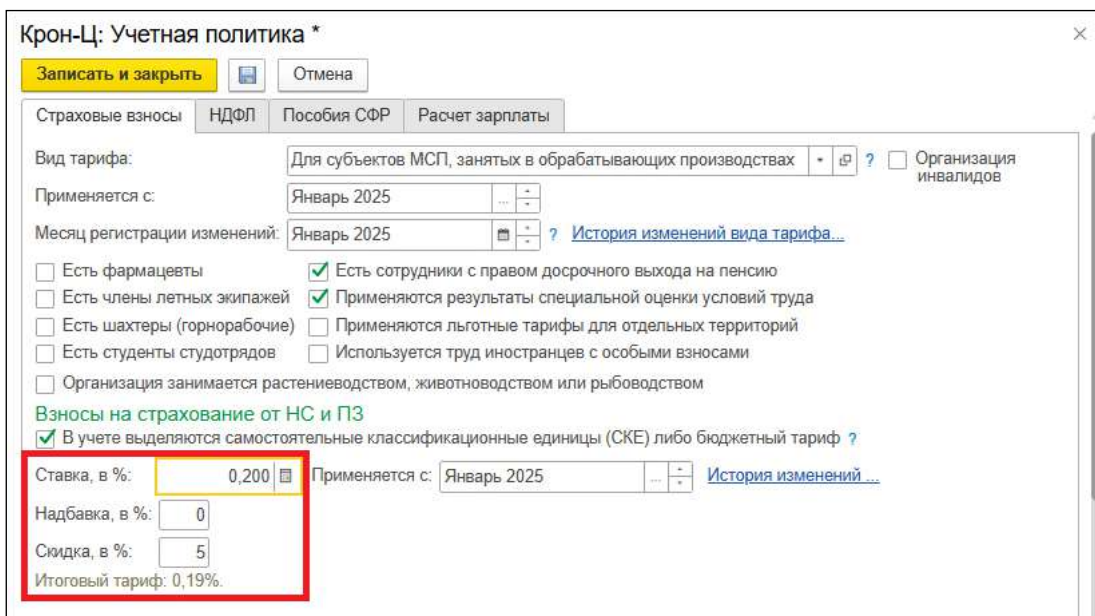 Крон-Ц: Учетная политика *
Записать и закрыть Отмена
Страховые взносы НДФЛ Пособия СФР Расчет зарплаты
Вид тарифа: Для субъектов МСП, занятых в обрабатывающих производствах ? Организация инвалидов
Применяется с: Январь 2025 ...
Месяц регистрации изменений: Январь 2025 ? История изменений вида тарифа...
Есть фармацевты Есть сотрудники с правом досрочного выхода на пенсию
Есть члены летных экипажей Применяются результаты специальной оценки условий труда
Есть шахтеры (горнорабочие) Применяются льготные тарифы для отдельных территорий
Есть студенты студотрядов Используется труд иностранцев с особыми взносами
Организация занимается растениеводством, животноводством или рыбоводством
Взносы на страхование от НС и ПЗ
В учете выделяются самостоятельные классификационные единицы (СКЕ) либо бюджетный тариф ?
Ставка, в %: 0,200 Применяется с: Январь 2025 ... История изменений ...
Надбавка, в %: 0
Скидка, в %: 5
Итоговый тариф: 0,19%.